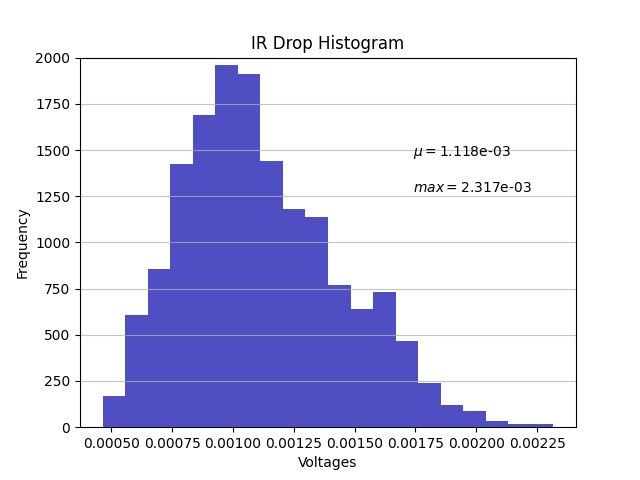 IR Drop Histogram
2000
1750
1500
1250
1000
750
500
250
0
Frequency
μ = 1.118e-03
max = 2.317e-03
0.00050 0.00075 0.00100 0.00125 0.00150 0.00175 0.00200 0.00225
Voltages